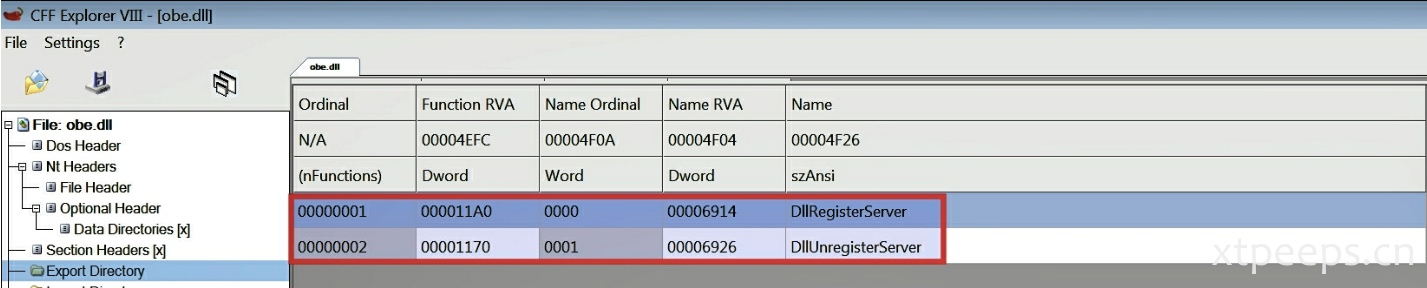 CFF Explorer VIII - [obe.dll]
File Settings ?
obe.dll
File: obe.dll
Dos Header
Nt Headers
File Header
Optional Header
Data Directories [x]
Section Headers [x]
Export Directory
Ordinal Function RVA Name Ordinal Name RVA Name
N/A 00004EFC 00004F0A 00004F04 00004F26
(nFunctions) Dword Word Dword szAnsi
00000001 000011A0 0000 00006914 DllRegisterServer
00000002 00001170 0001 00006926 DllUnregisterServer
xtpeeps.cn